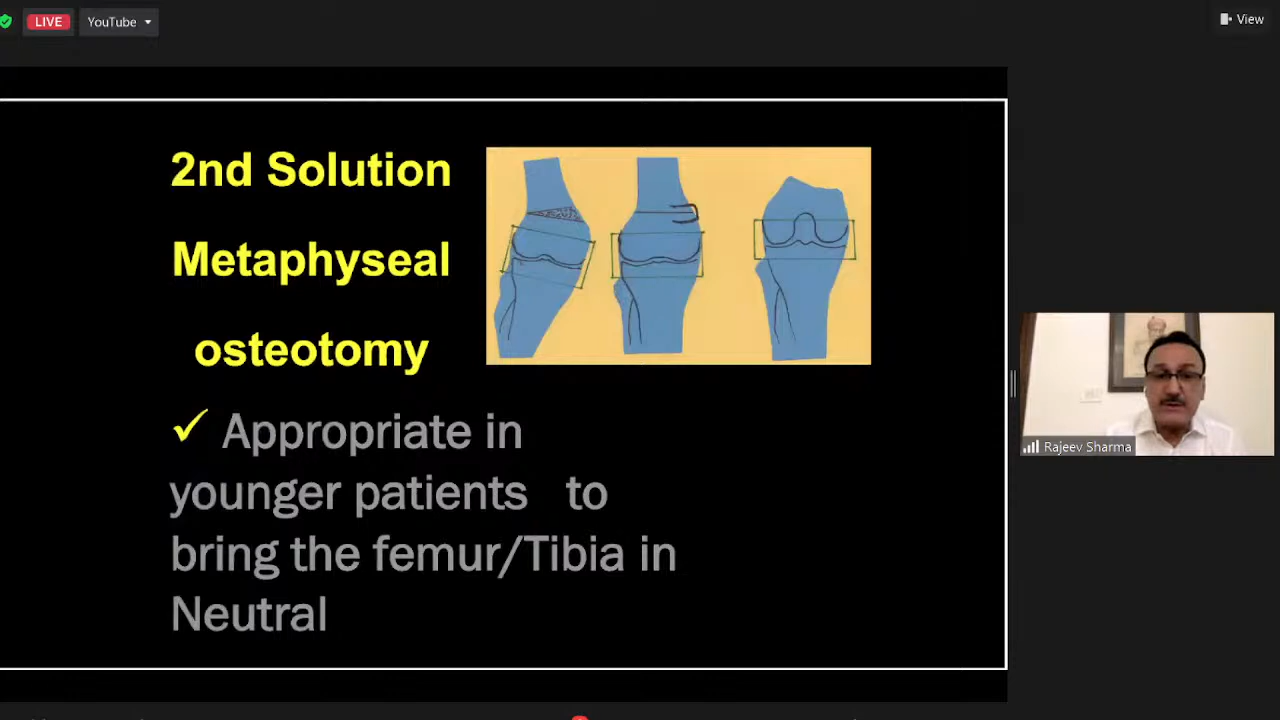 LIVE
YouTube
View
2nd Solution
Metaphyseal
osteotomy
✓ Appropriate in
younger patients to
bring the femur/Tibia in
Neutral
Rajeev Sharma